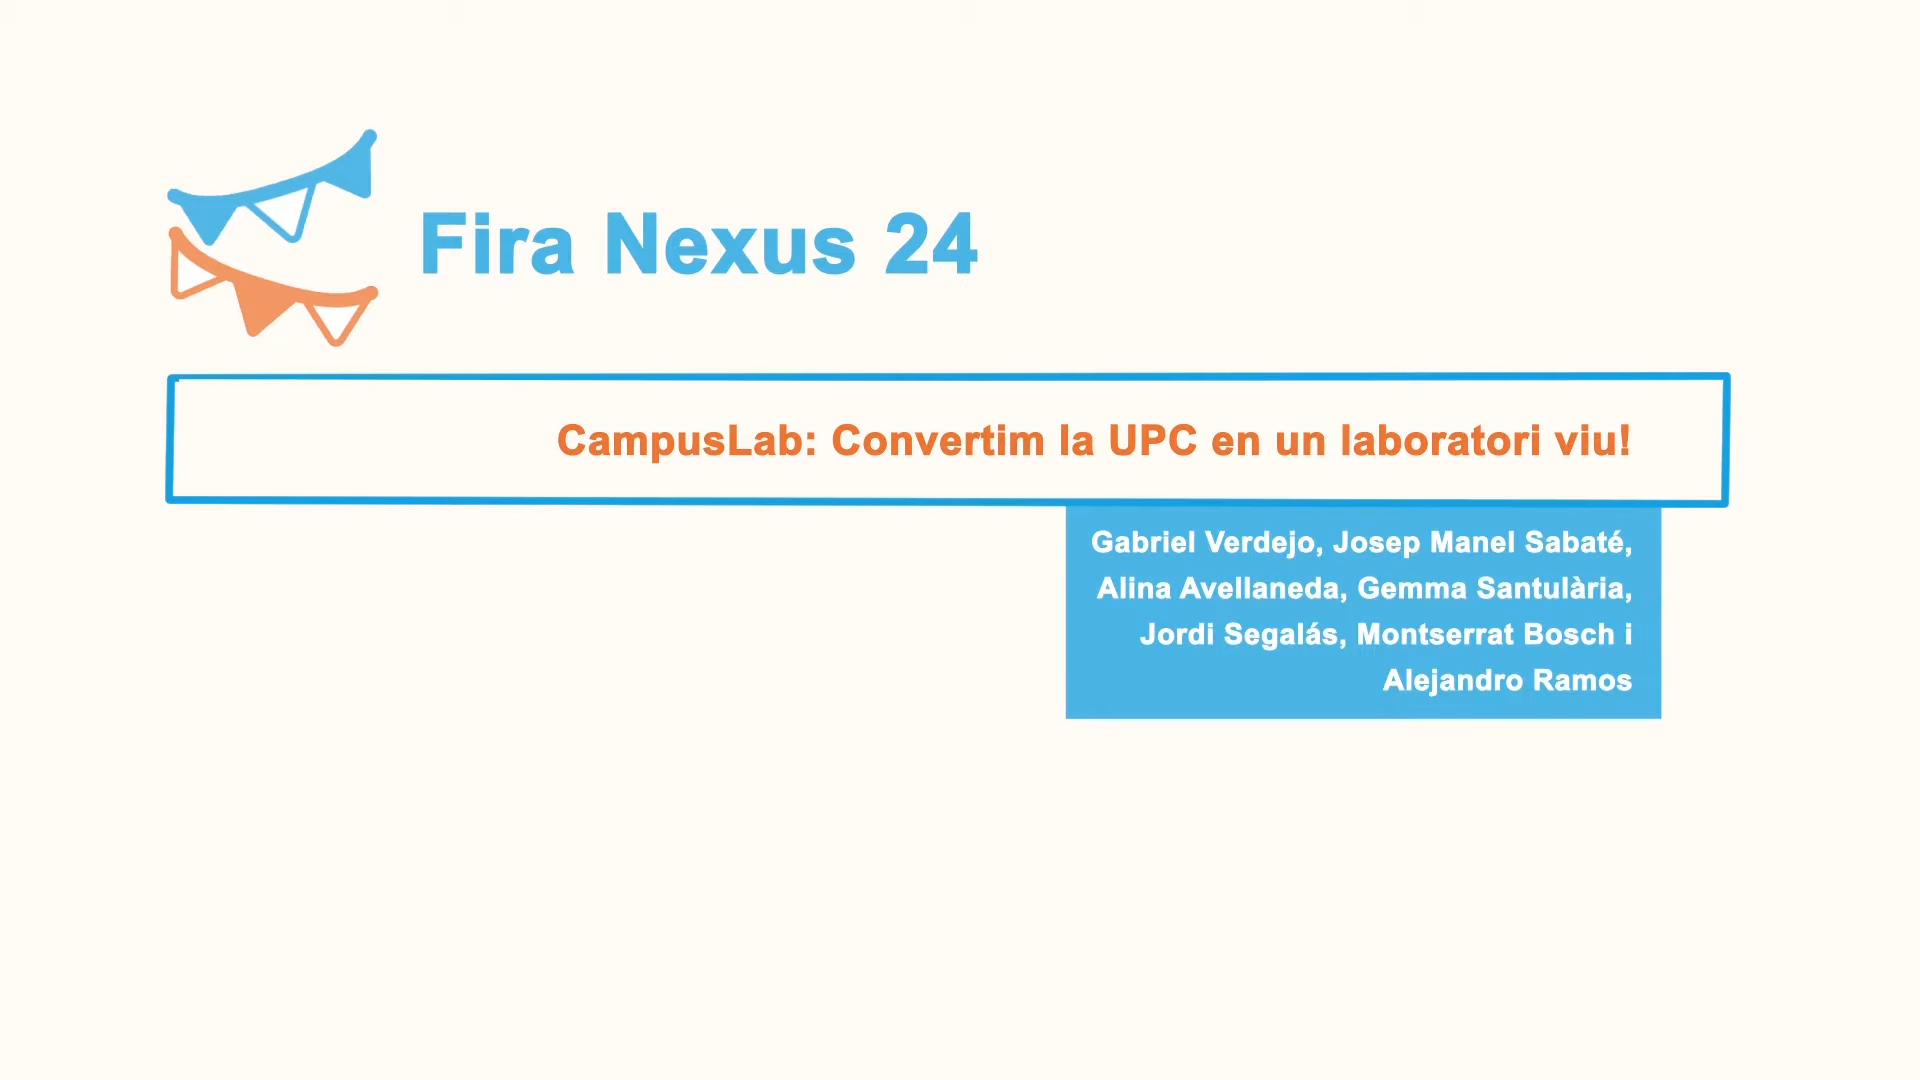 Fira Nexus 24
CampusLab: Convertim la UPC en un laboratori viu!
Gabriel Verdejo, Josep Manel Sabaté,
Alina Avellaneda, Gemma Santulària,
Jordi Segalás, Montserrat Bosch i
Alejandro Ramos